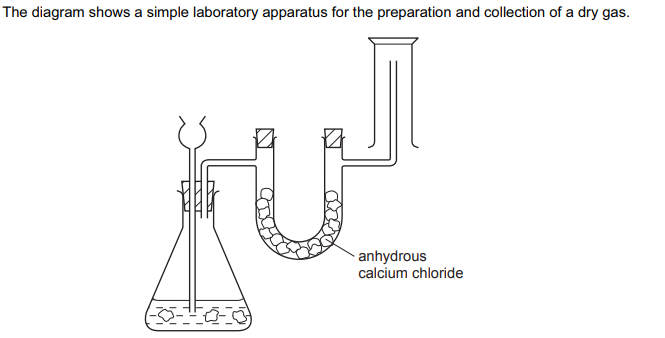 The diagram shows a simple laboratory apparatus for the preparation and collection of a dry gas.
anhydrous
calcium chloride